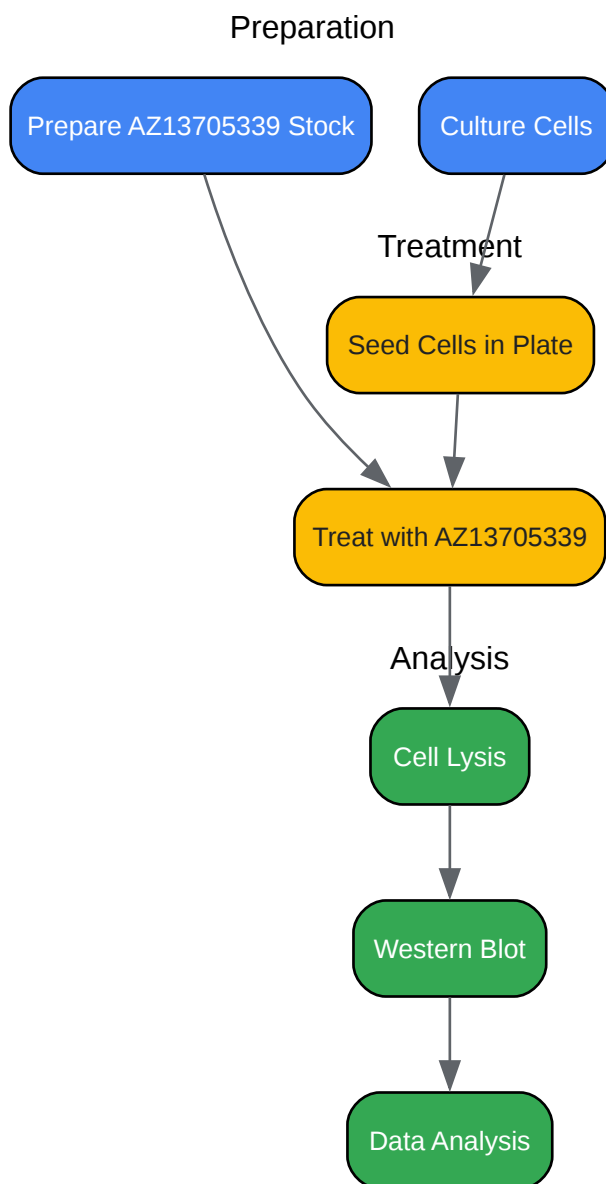 Preparation
Prepare AZ13705339 Stock
Culture Cells
Treatment
Seed Cells in Plate
Treat with AZ13705339
Analysis
Cell Lysis
Western Blot
Data Analysis